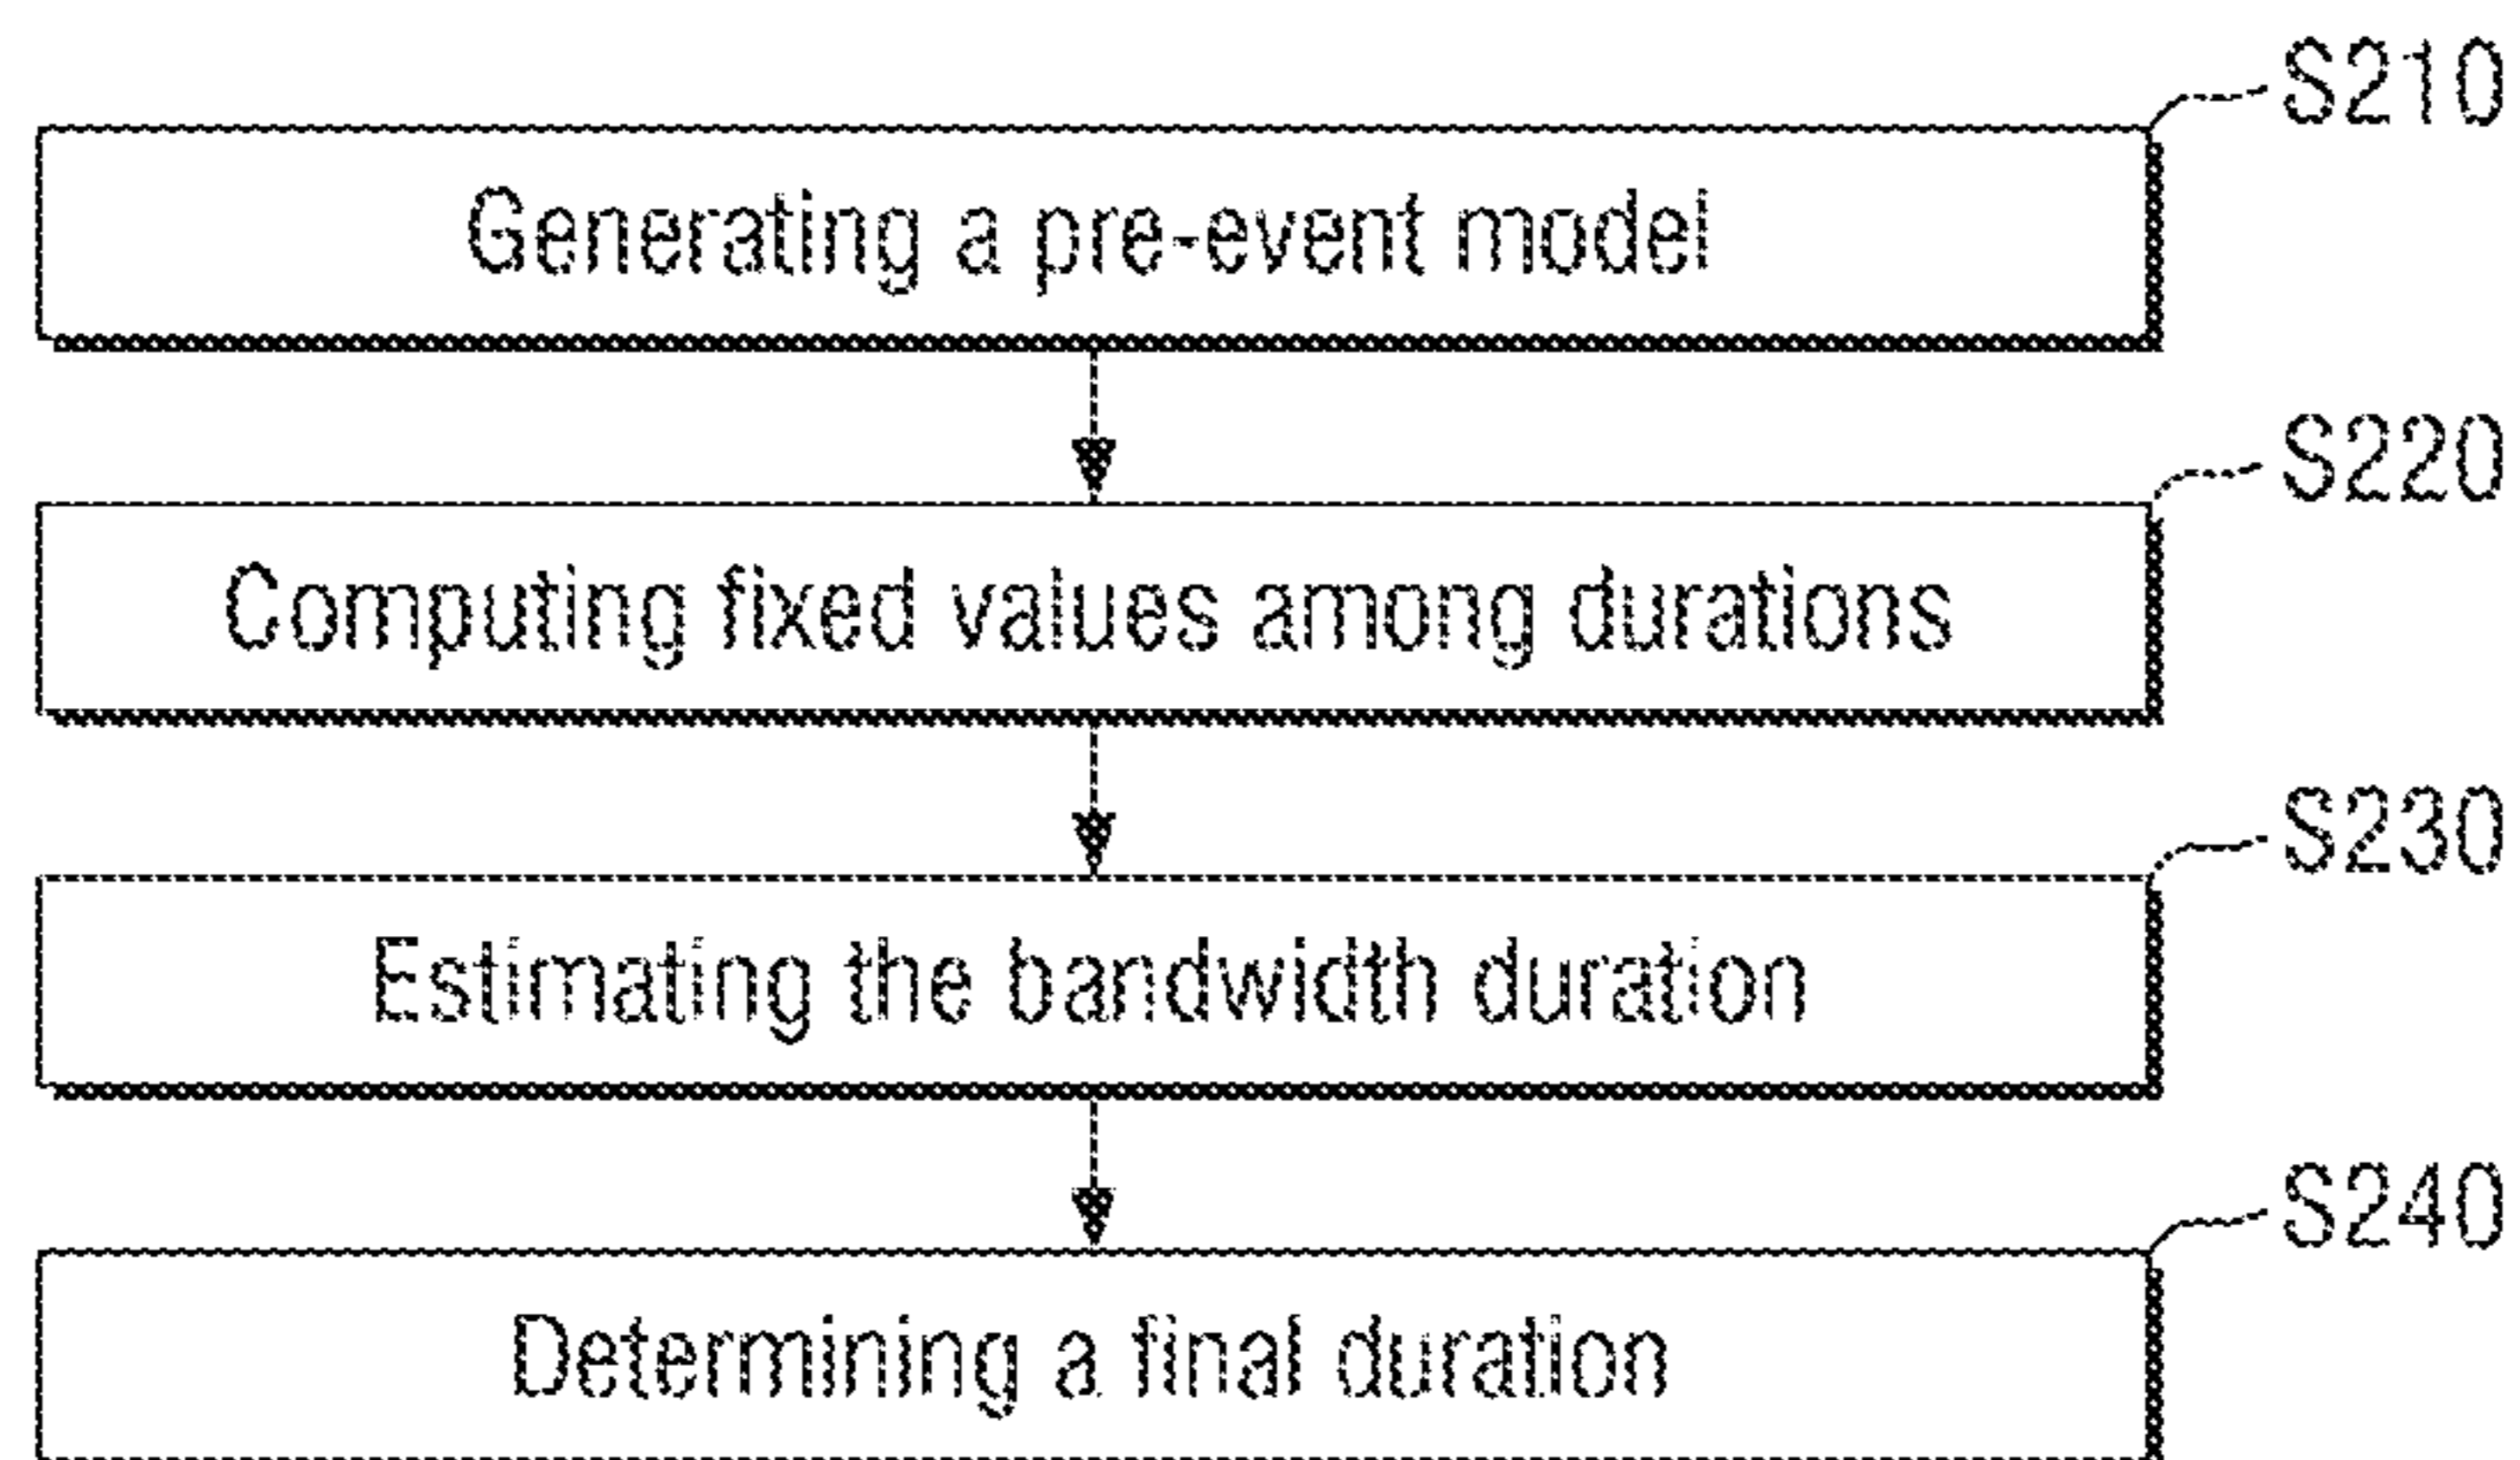 S210
Generating a pre-event model
S220
Computing fixed values among durations
S230
Estimating the bandwidth duration
S240
Determining a final duration